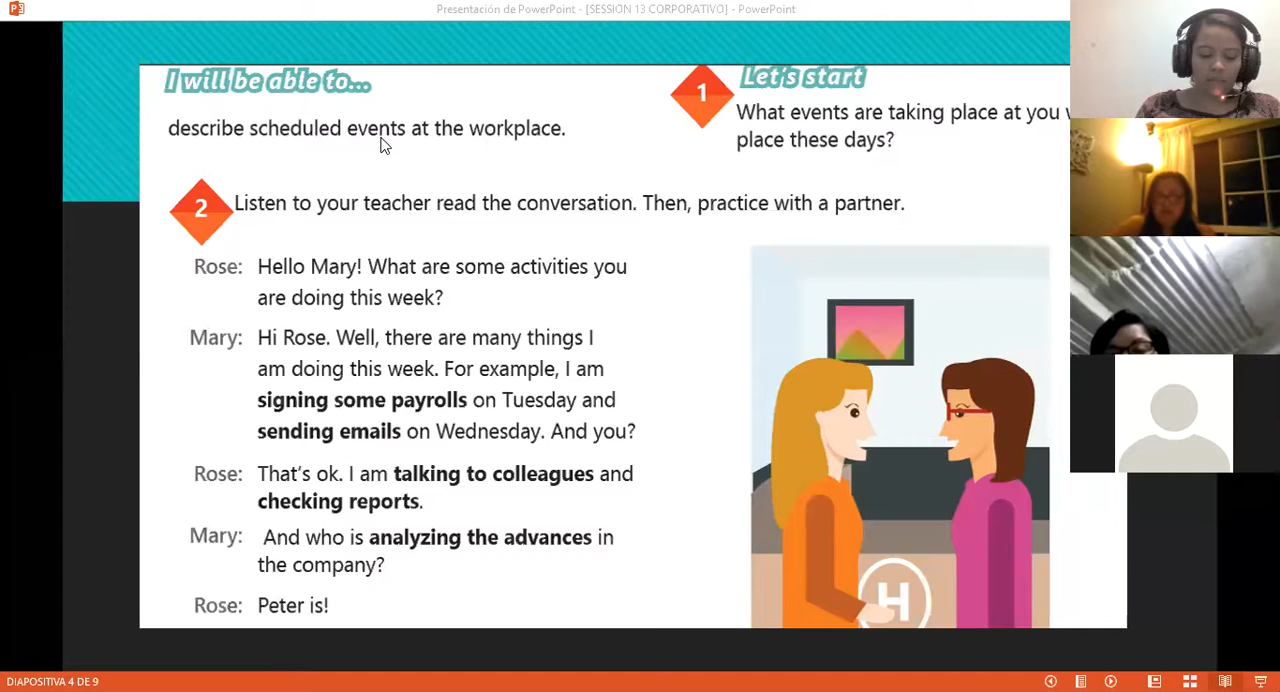 Presentación de PowerPoint - [SESSION 13 CORPORATIVO] - PowerPoint
I will be able to...
describe scheduled events at the workplace.
1
Let's start
What events are taking place at you
place these days?
2
Listen to your teacher read the conversation. Then, practice with a partner.
Rose: Hello Mary! What are some activities you
are doing this week?
Mary: Hi Rose. Well, there are many things I
am doing this week. For example, I am
signing some payrolls on Tuesday and
sending emails on Wednesday. And you?
Rose: That's ok. I am talking to colleagues and
checking reports.
Mary: And who is analyzing the advances in
the company?
Rose: Peter is!
H
DIAPOSITIVA 4 DE 9